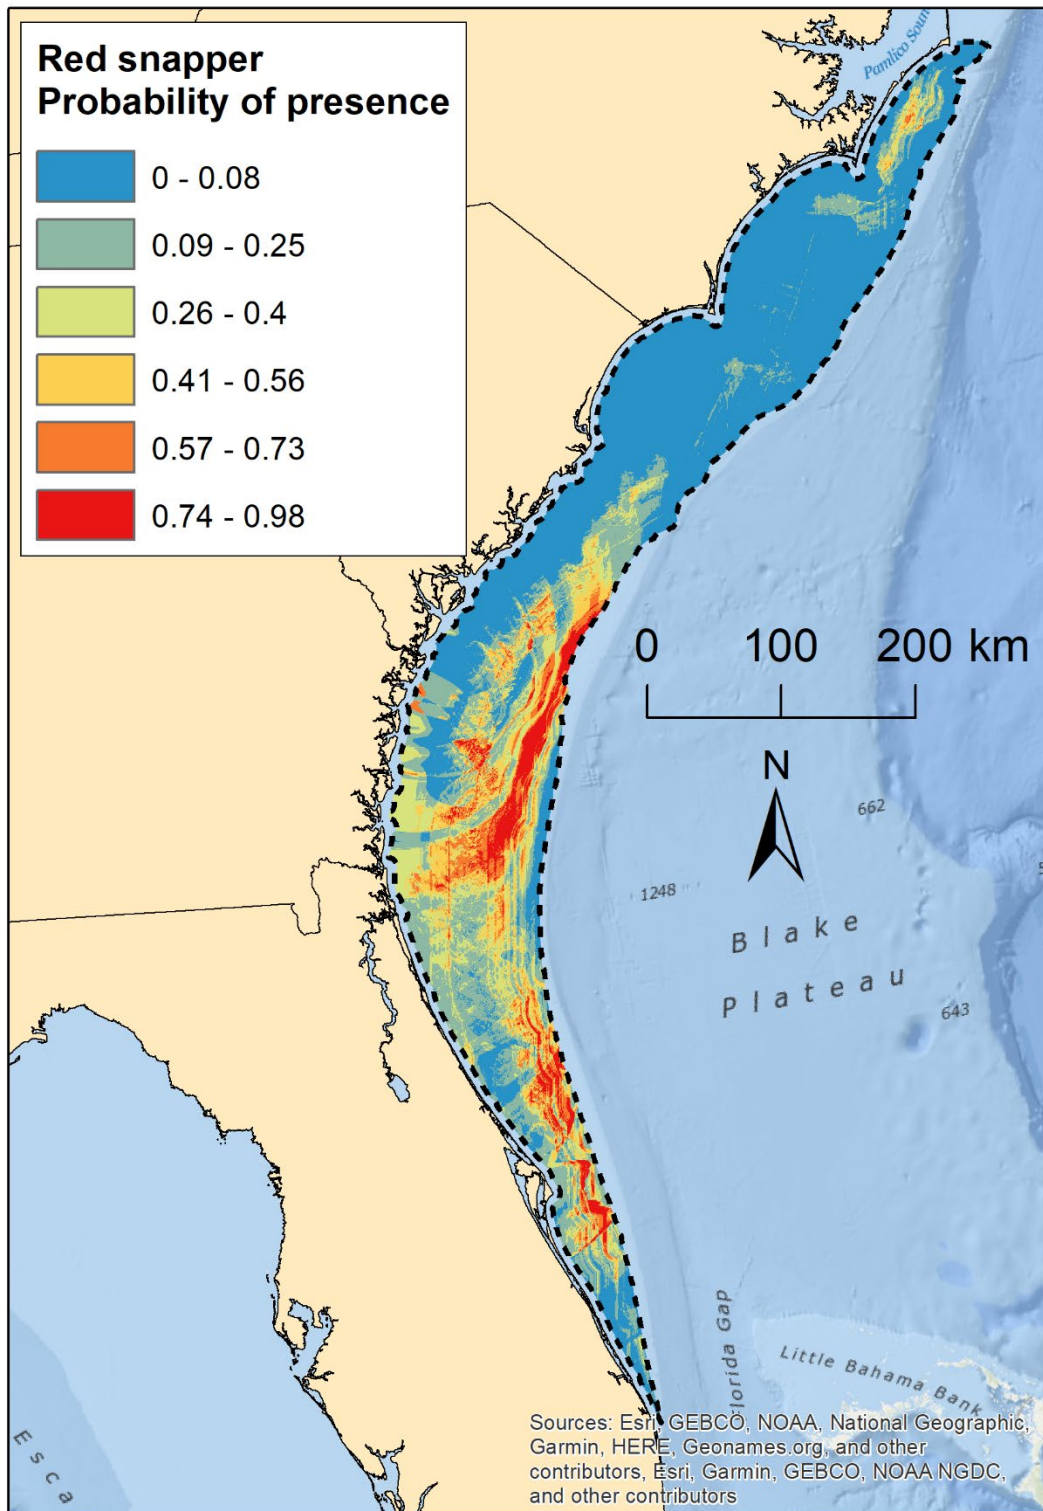 Red snapper
Probability of presence
0 - 0.08
0.09 - 0.25
0.26 - 0.4
0.41 - 0.56
0.57 - 0.73
0.74 - 0.98
Pamlico Soun
0 100 200 km
N
662
1248
Blake
Plateau
643
lorida Gap
Little Bahama Bank
Esca
Sources: Esri, GEBCO, NOAA, National Geographic,
Garmin, HERE, Geonames.org, and other
contributors, Esri, Garmin, GEBCO, NOAA NGDC,
and other contributors